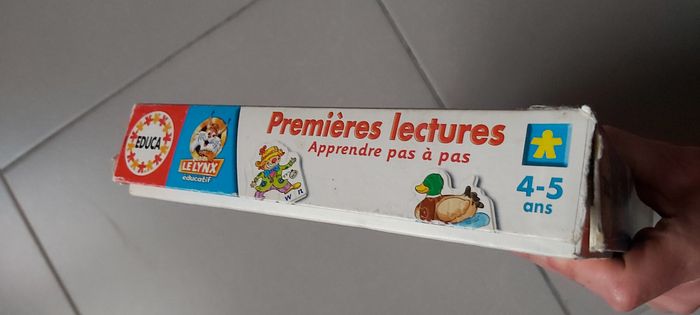 EDUCA
LE LYNX
educatif
Premières lectures
Apprendre pas à pas
w n
4-5
ans